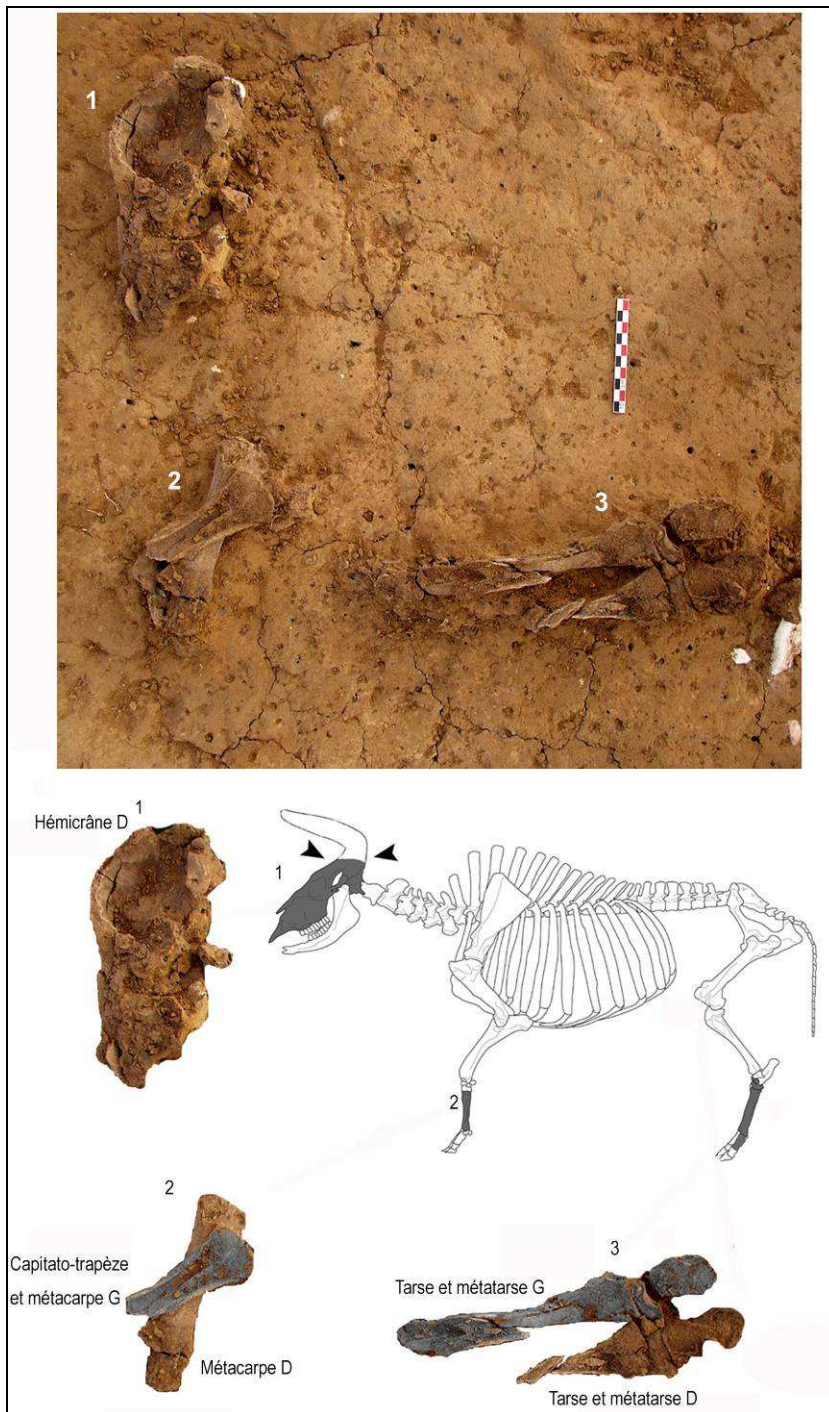 1
2
3
1
Hémicrâne D
1
2
2
Capitato-trapèze
et métacarpe G
Métacarpe D
3
Tarse et métatarse G
Tarse et métatarse D